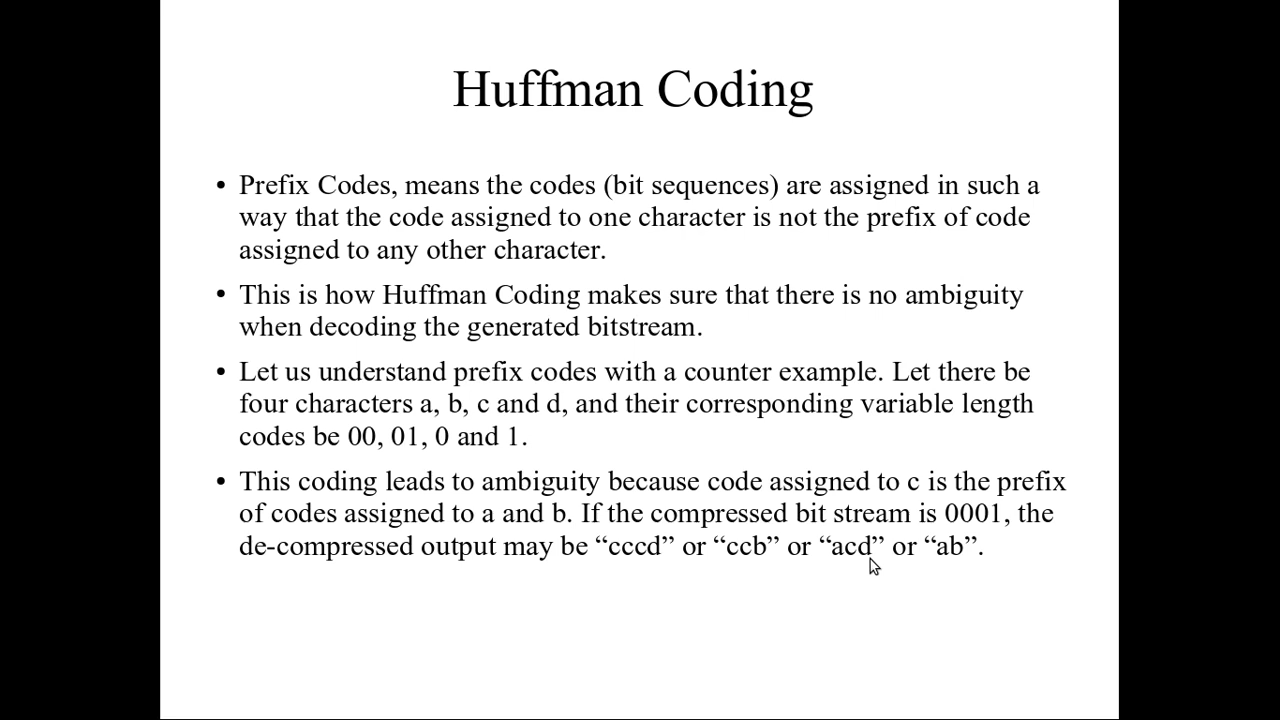 Huffman Coding
• Prefix Codes, means the codes (bit sequences) are assigned in such a
way that the code assigned to one character is not the prefix of code
assigned to any other character.
• This is how Huffman Coding makes sure that there is no ambiguity
when decoding the generated bitstream.
• Let us understand prefix codes with a counter example. Let there be
four characters a, b, c and d, and their corresponding variable length
codes be 00, 01, 0 and 1.
• This coding leads to ambiguity because code assigned to c is the prefix
of codes assigned to a and b. If the compressed bit stream is 0001, the
de-compressed output may be “cccd” or “ccb” or “acd” or “ab”.